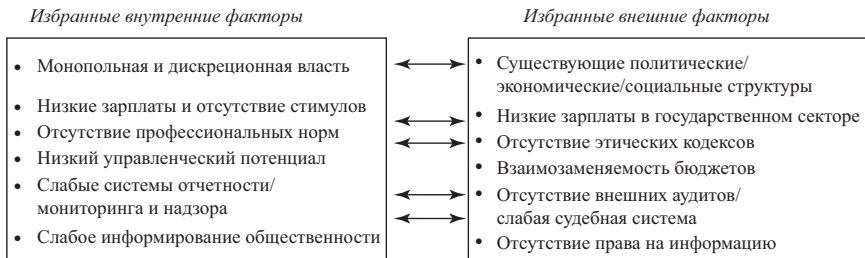 Избранные внутренние факторы
• Монопольная и дискреционная власть
• Низкие зарплаты и отсутствие стимулов
• Отсутствие профессиональных норм
• Низкий управленческий потенциал
• Слабые системы отчетности/
мониторинга и надзора
• Слабое информирование общественности
Избранные внешние факторы
• Существующие политические/
экономические/социальные структуры
• Низкие зарплаты в государственном секторе
• Отсутствие этических кодексов
• Взаимозаменяемость бюджетов
• Отсутствие внешних аудитов/
слабая судебная система
• Отсутствие права на информацию